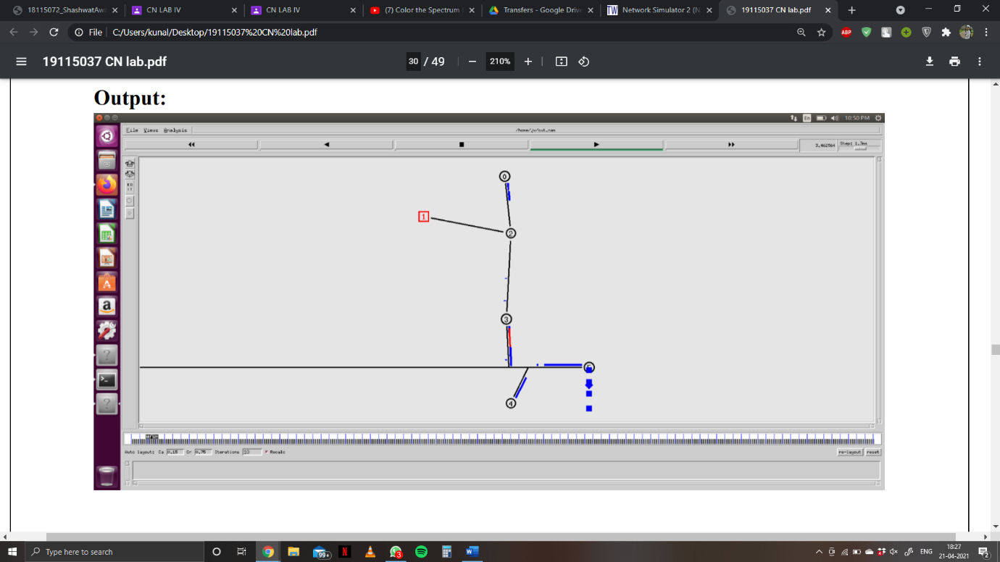 18115072_ShashwatAw
CN LAB IV
CN LAB IV
(7) Color the Spectrum
Transfers - Google Drive
Network Simulator 2 (N
19115037 CN lab.pdf
File C:/Users/kunal/Desktop/19115037%20CN%20lab.pdf
ABP
19115037 CN lab.pdf
30 / 49
210%
Output:
En
10:50 PM
File Views Analysis
/home/jw/out.nam
3.462564
Step: 1.3ms
0
1
2
3
4
Auto layout: Ca 0.15 Cr 0.75 Iterations 10 Recalc
re-layout reset
Type here to search
99+
N
3
W
ENG
18:27
21-04-2021
2